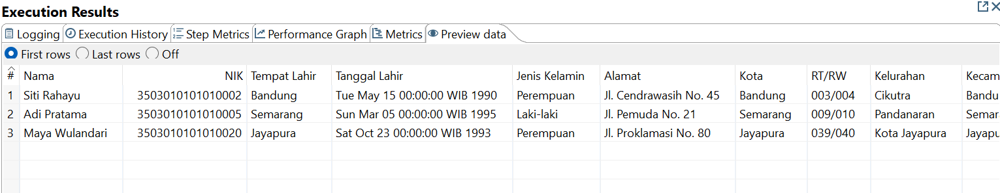 Execution Results
Logging Execution History Step Metrics Performance Graph Metrics Preview data
First rows Last rows Off
# Nama NIK Tempat Lahir Tanggal Lahir Jenis Kelamin Alamat Kota RT/RW Kelurahan Kecam
1 Siti Rahayu 3503010101010002 Bandung Tue May 15 00:00:00 WIB 1990 Perempuan Jl. Cendrawasih No. 45 Bandung 003/004 Cikutra Bandu
2 Adi Pratama 3503010101010005 Semarang Sun Mar 05 00:00:00 WIB 1995 Laki-laki Jl. Pemuda No. 21 Semarang 009/010 Pandanaran Semar
3 Maya Wulandari 3503010101010020 Jayapura Sat Oct 23 00:00:00 WIB 1993 Perempuan Jl. Proklamasi No. 80 Jayapura 039/040 Kota Jayapura Jayapu